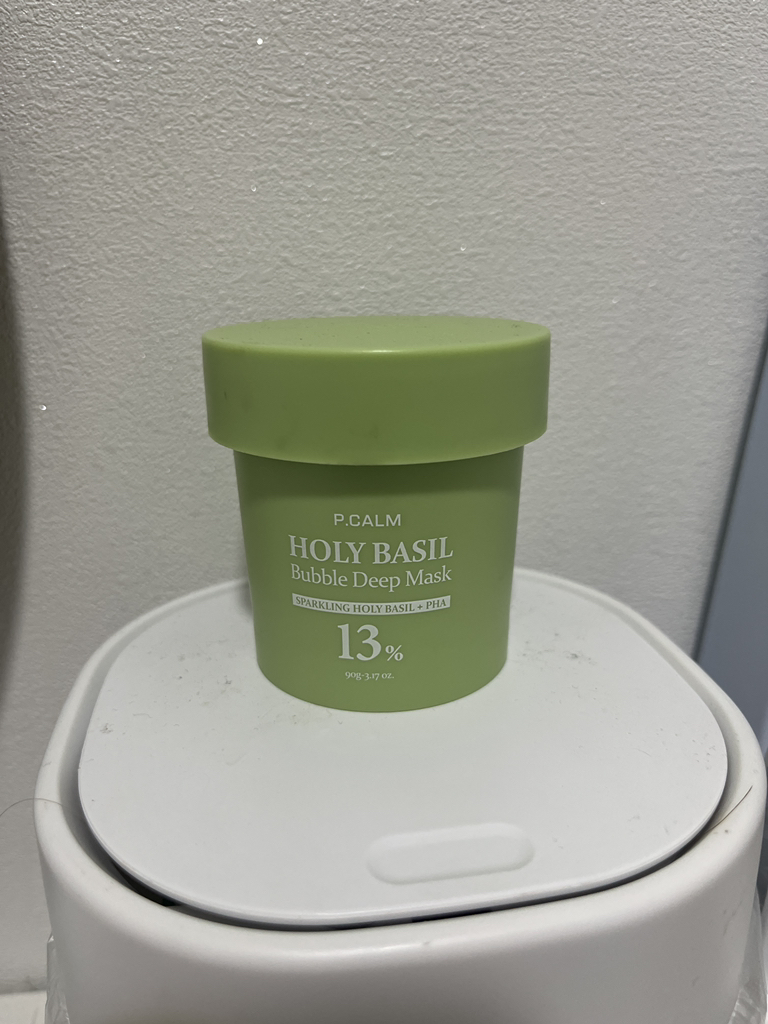 P.CALM
HOLY BASIL
Bubble Deep Mask
SPARKLING HOLY BASIL + PHA
13%
90g-3.17 oz.